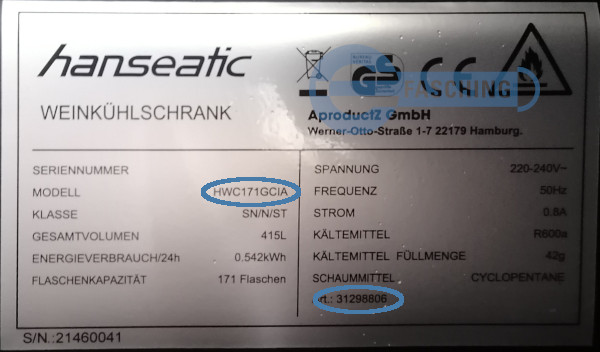 hanseatic
WEINKÜHLSCHRANK
GS
CE
FASCHING
AproductZ GmbH
Werner-Otto-Straße 1-7 22179 Hamburg.
SERIENNUMMER
MODELL HWC171GCIA
KLASSE SN/N/ST
GESAMTVOLUMEN 415L
ENERGIEVERBRAUCH/24h 0.542kWh
FLASCHENKAPAZITÄT 171 Flaschen
SPANNUNG 220-240V~
FREQUENZ 50Hz
STROM 0.8A
KÄLTEMITTEL R600a
KÄLTEMITTEL FÜLLMENGE 42g
SCHAUMMITTEL CYCLOPENTANE
Art.: 31298806
S/N.:21460041